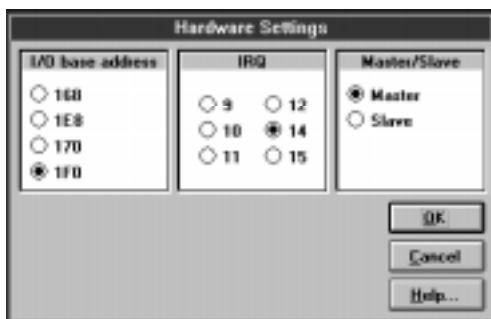 Hardware Settings
I/O base address
168
1E8
170
1F0
IRQ
9
12
10
14
11
15
Master/Slave
Master
Slave
OK
Cancel
Help...